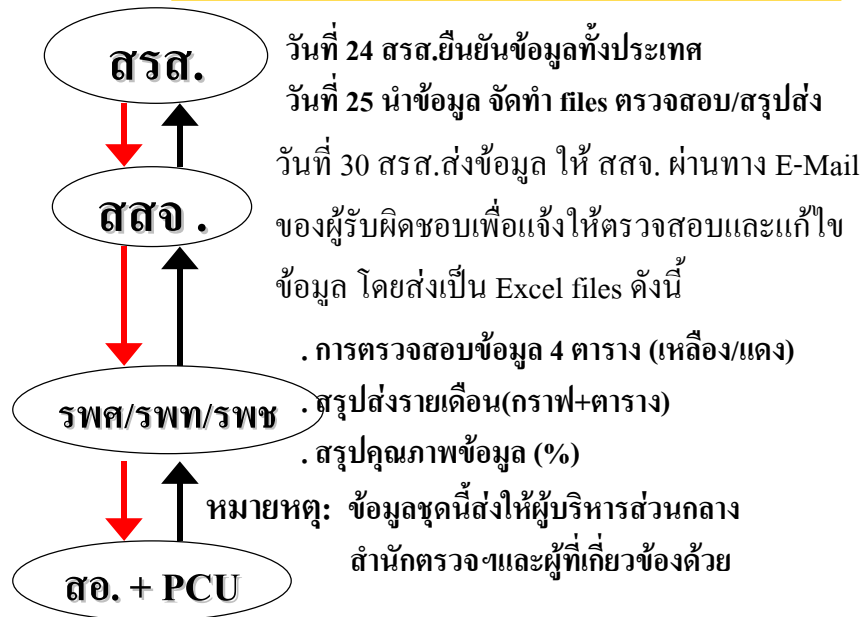 สรส.
วันที่ 24 สรส.ยืนยันข้อมูลทั้งประเทศ
วันที่ 25 นำข้อมูล จัดทำ files ตรวจสอบ/สรุปส่ง
วันที่ 30 สรส.ส่งข้อมูล ให้ สสจ. ผ่านทาง E-Mail
สสจ .
ของผู้รับผิดชอบเพื่อแจ้งให้ตรวจสอบและแก้ไข
ข้อมูล โดยส่งเป็น Excel files ดังนี้
. การตรวจสอบข้อมูล 4 ตาราง (เหลือง/แดง)
รพศ/รพท/รพช
. สรุปส่งรายเดือน(กราฟ+ตาราง)
. สรุปคุณภาพข้อมูล (%)
หมายหตุ: ข้อมูลชุดนี้ส่งให้ผู้บริหารส่วนกลาง
สำนักตรวจฯและผู้ที่เกี่ยวข้องด้วย
สอ. + PCU